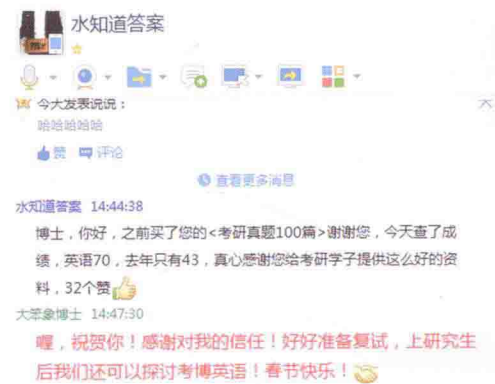 水知道答案
今天发表说说：
哈哈哈哈哈
赞 评论
查看更多消息
水知道答案 14:44:38
博士，你好，之前买了您的<考研真题100篇>谢谢您，今天查了成
绩，英语70，去年只有43，真心感谢您给考研学子提供这么好的资
料，32个赞
大笨象博士 14:47:30
喔，祝贺你！感谢对我的信任！好好准备复试，上研究生
后我们还可以探讨考博英语！春节快乐！